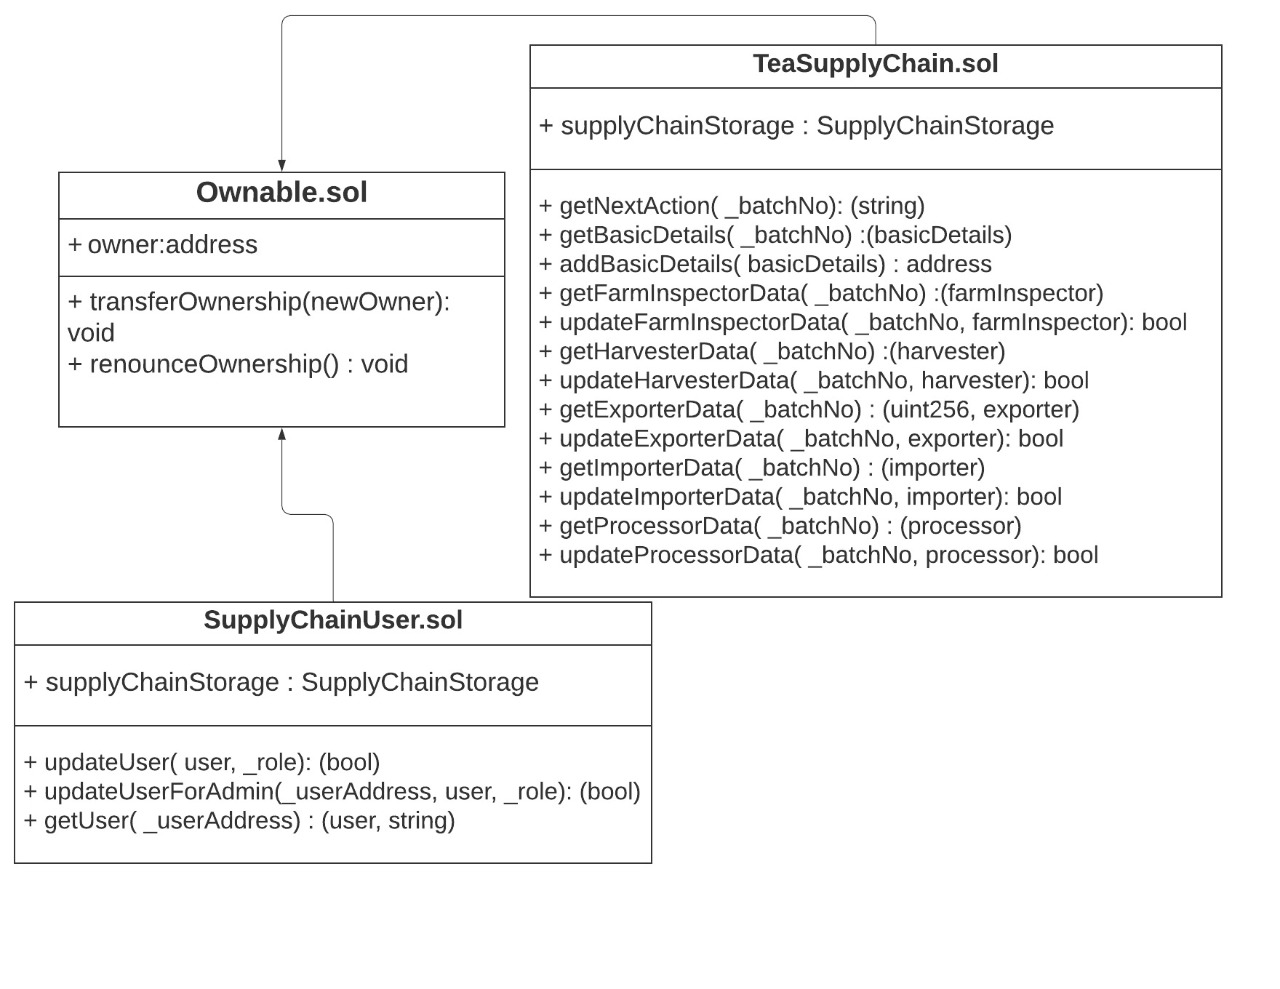 TeaSupplyChain.sol
+ supplyChainStorage : SupplyChainStorage
+ getNextAction( _batchNo): (string)
+ getBasicDetails( _batchNo) :(basicDetails)
+ addBasicDetails( basicDetails) : address
+ getFarmInspectorData( _batchNo) :(farmInspector)
+ updateFarmInspectorData( _batchNo, farmInspector): bool
+ getHarvesterData( _batchNo) :(harvester)
+ updateHarvesterData( _batchNo, harvester): bool
+ getExporterData( _batchNo) : (uint256, exporter)
+ updateExporterData( _batchNo, exporter): bool
+ getImporterData( _batchNo) : (importer)
+ updateImporterData( _batchNo, importer): bool
+ getProcessorData( _batchNo) : (processor)
+ updateProcessorData( _batchNo, processor): bool
Ownable.sol
+ owner:address
+ transferOwnership(newOwner):
void
+ renounceOwnership() : void
SupplyChainUser.sol
+ supplyChainStorage : SupplyChainStorage
+ updateUser( user, _role): (bool)
+ updateUserForAdmin(_userAddress, user, _role): (bool)
+ getUser( _userAddress) : (user, string)